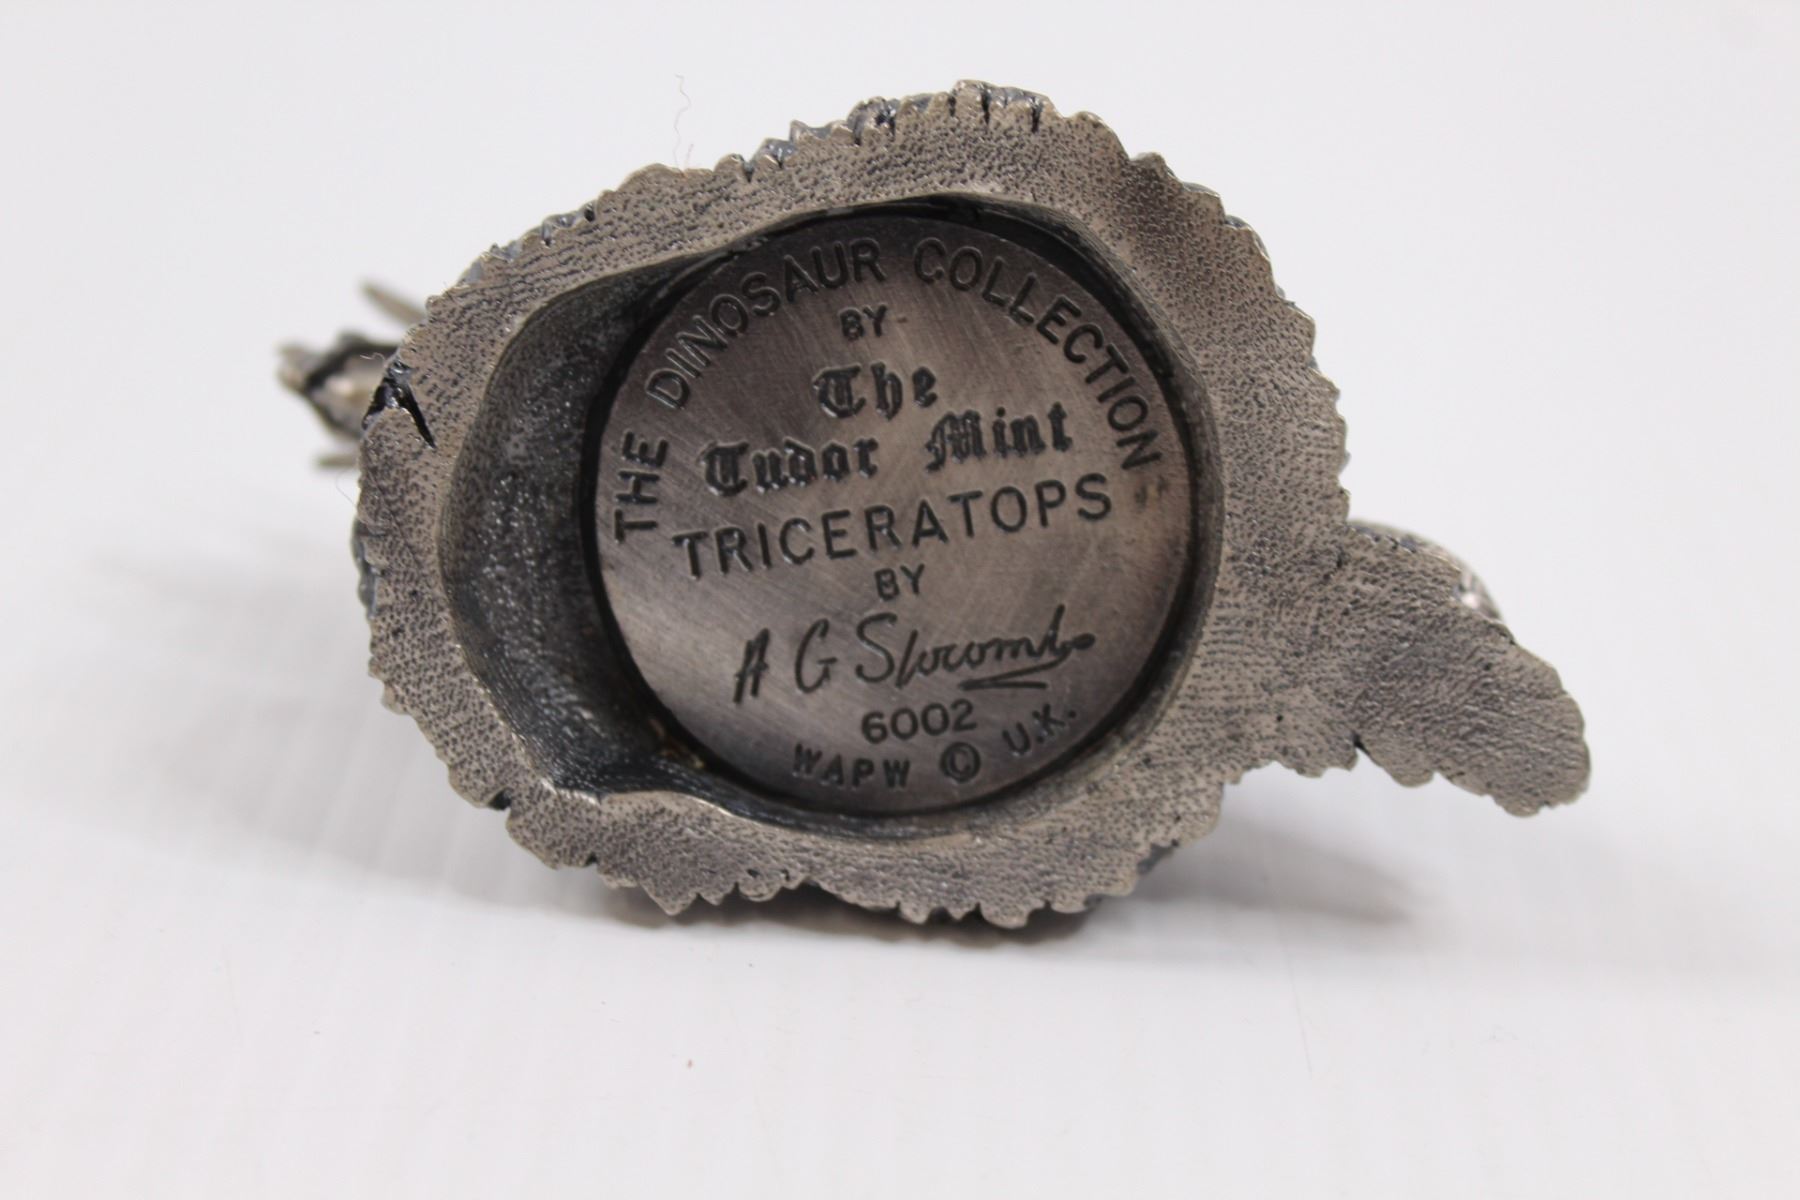 THE DINOSAUR COLLECTION
BY
The
Tudor Mint
TRICERATOPS
BY
A G Slocombe
6002
WAPW © U.K.